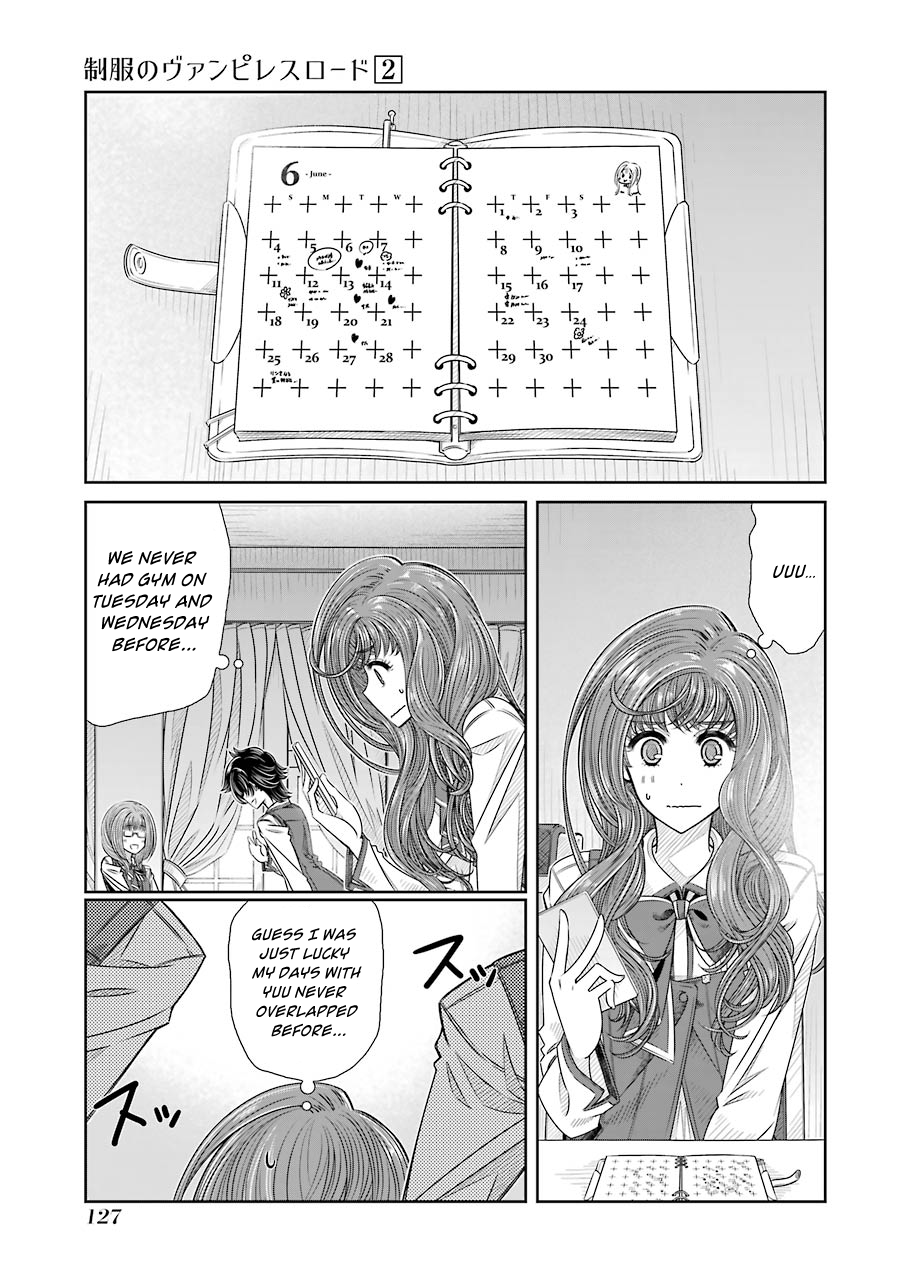 制服のヴァンピレスロード 2
6 - June -
S M T W
T F S
1 2 3
4 5 6 7
8 9 10
11 12 13 14
15 16 17
18 19 20 21
22 23 24
25 26 27 28
29 30
UUU...
WE NEVER
HAD GYM ON
TUESDAY AND
WEDNESDAY
BEFORE...
GUESS I WAS
JUST LUCKY
MY DAYS WITH
YUU NEVER
OVERLAPPED
BEFORE...
スッ
スッ
127